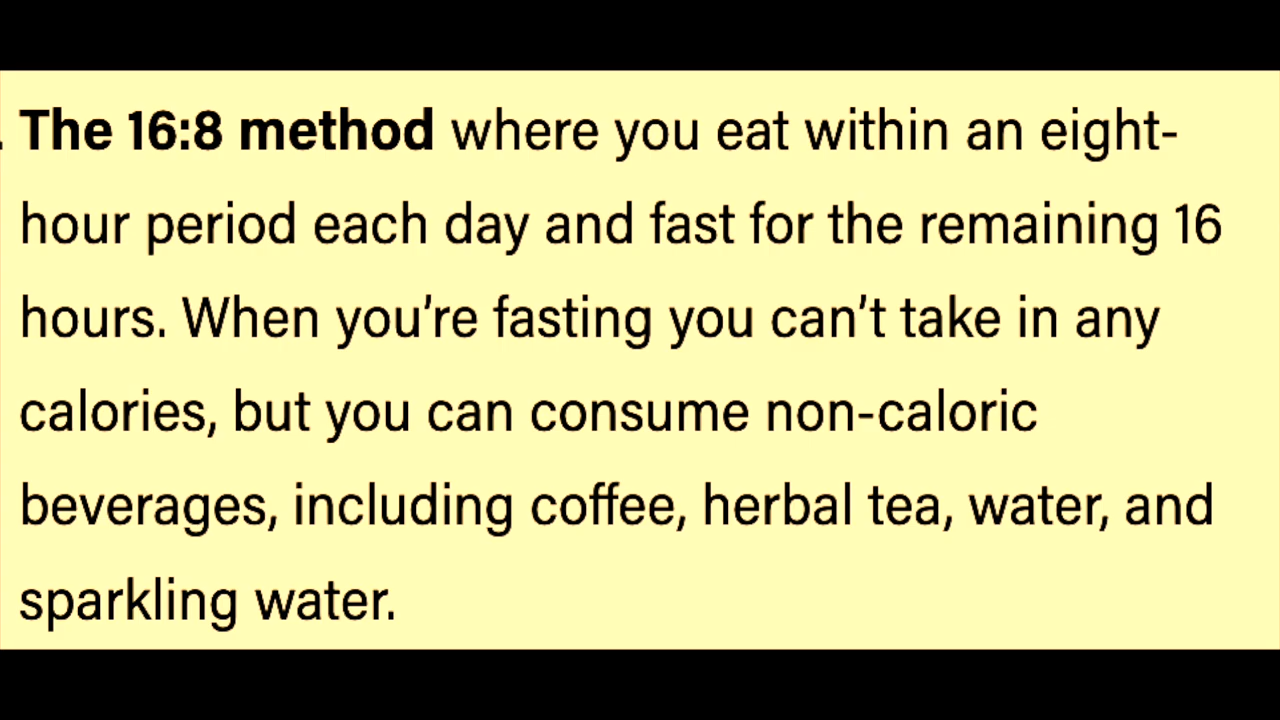 . The 16:8 method where you eat within an eight-
hour period each day and fast for the remaining 16
hours. When you're fasting you can't take in any
calories, but you can consume non-caloric
beverages, including coffee, herbal tea, water, and
sparkling water.